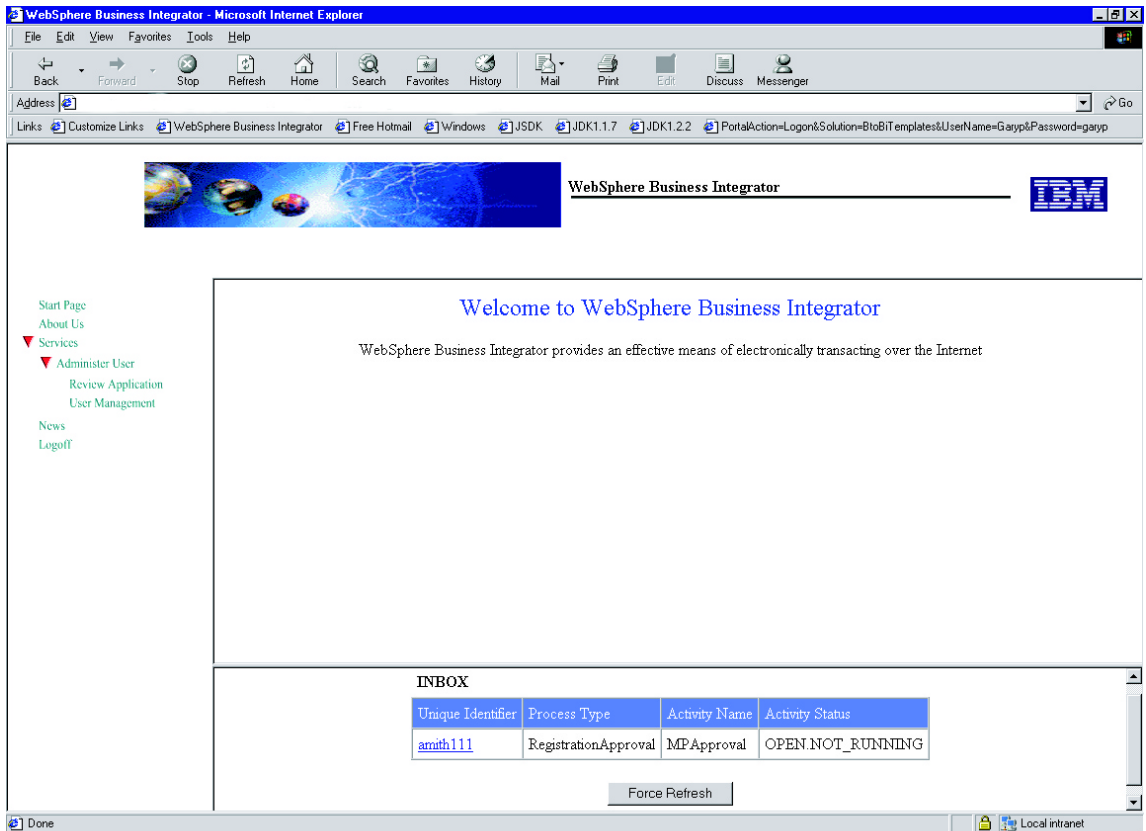 WebSphere Business Integrator - Microsoft Internet Explorer
File Edit View Favorites Tools Help
Back Forward Stop Refresh Home Search Favorites History Mail Print Edit Discuss Messenger
Address Go
Links Customize Links WebSphere Business Integrator Free Hotmail Windows JSDK JDK1.1.7 JDK1.2.2 PortalAction=Logon&Solution=BtoBiTemplates&UserName=Garyp&Password=garyp
WebSphere Business Integrator
IBM
Start Page
About Us
Services
Administer User
Review Application
User Management
News
Logoff
Welcome to WebSphere Business Integrator
WebSphere Business Integrator provides an effective means of electronically transacting over the Internet
INBOX
Unique Identifier Process Type Activity Name Activity Status
amith111 RegistrationApproval MPApproval OPEN.NOT_RUNNING
Force Refresh
Done Local intranet